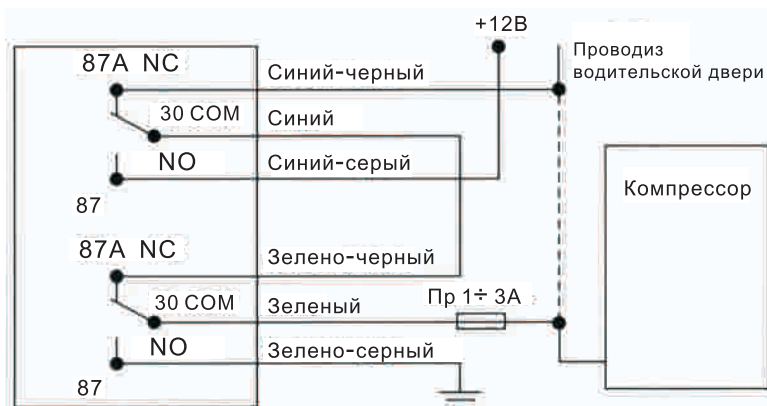 +12В
Проводиз
водительской двери
87A NC
Синий-черный
30 COM
Синий
NO
Синий-серый
87
Компрессор
87A NC
Зелено-черный
30 COM
Зеленый
Пр 1÷ 3А
NO
Зелено-серный
87